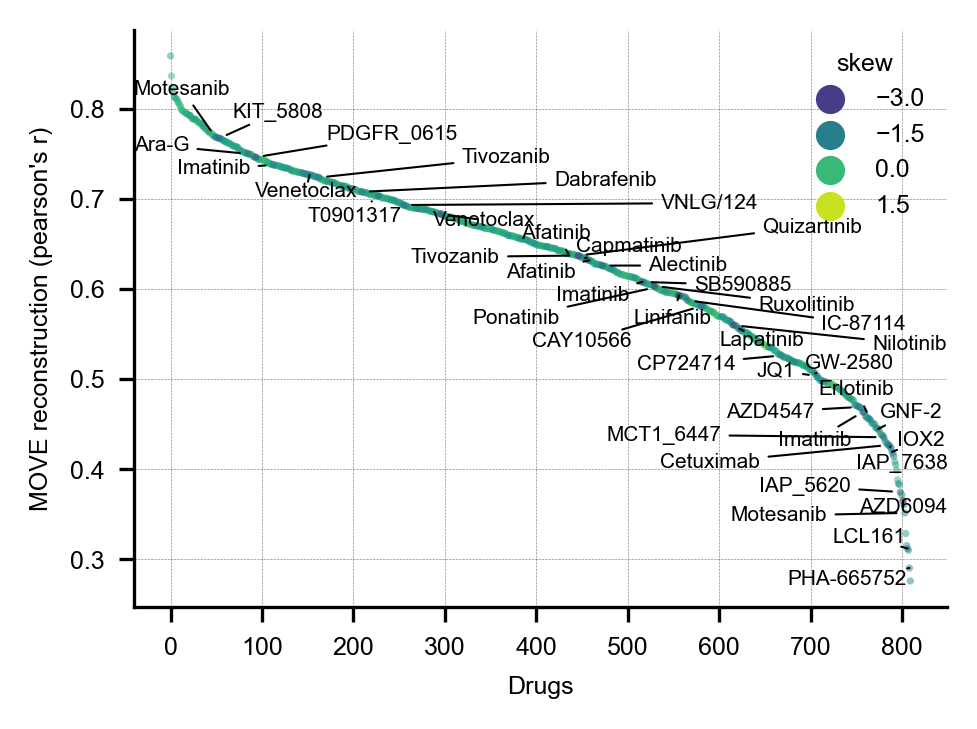 skew
−3.0
−1.5
0.0
1.5
MOVE reconstruction (pearson's r)
0.8
0.7
0.6
0.5
0.4
0.3
Motesanib
KIT_5808
PDGFR_0615
Ara-G
Imatinib
Tivozanib
Venetoclax
Dabrafenib
T0901317
VNLG/124
Venetoclax
Quizartinib
Afatinib
Capmatinib
Tivozanib
Alectinib
Afatinib
SB590885
Imatinib
Ruxolitinib
Ponatinib
Linifanib
IC-87114
CAY10566
Lapatinib
Nilotinib
CP724714
GW-2580
JQ1
Erlotinib
AZD4547
GNF-2
MCT1_6447
Imatinib
IOX2
Cetuximab
IAP_7638
IAP_5620
AZD6094
Motesanib
LCL161
PHA-665752
0
100
200
300
400
500
600
700
800
Drugs